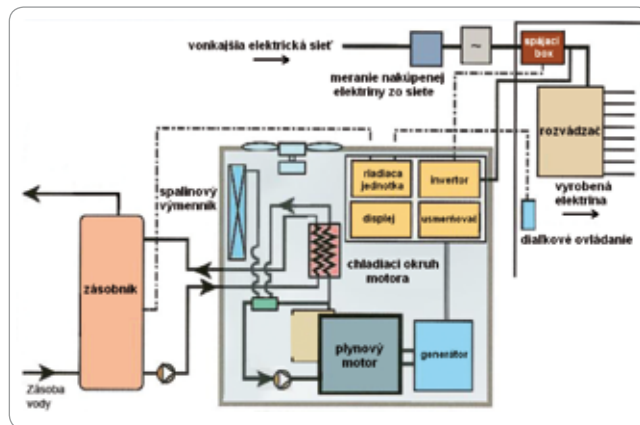 vonkajšia elektrická sieť
meranie nakúpenej
elektriny zo siete
~
spájací
box
rozvádzač
vyrobená
elektrina
diaľkové ovládanie
riadiaca
jednotka
invertor
displej
usmerňovač
spalinový
výmenník
chladiaci okruh
motora
zásobník
plynový
motor
generátor
Zásoba
vody